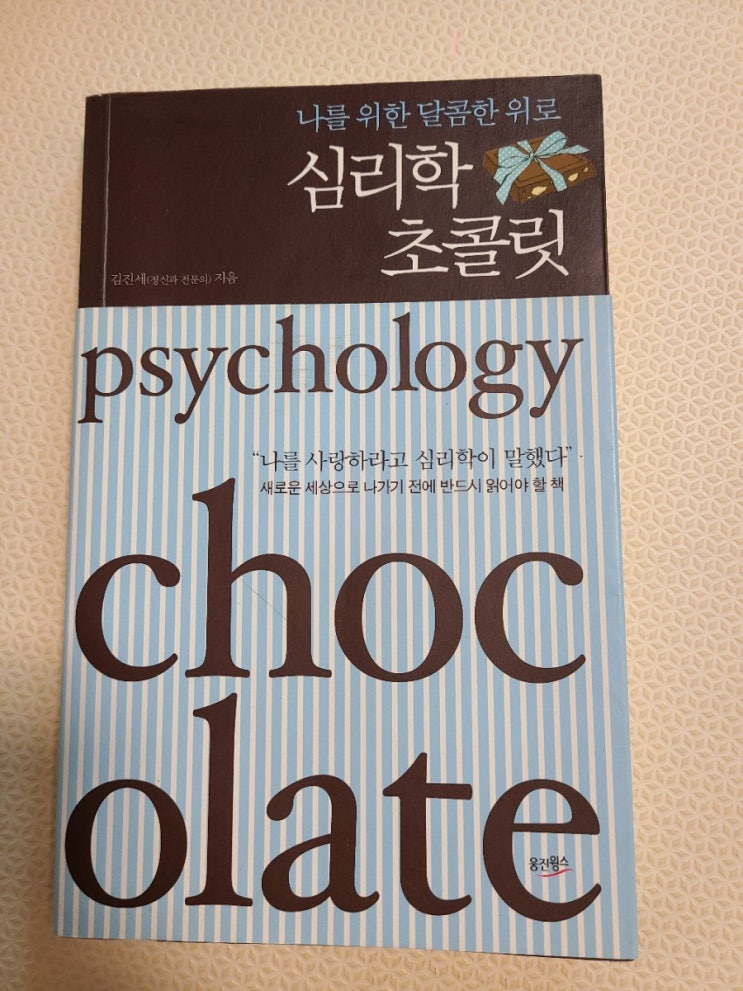 나를 위한 달콤한 위로
심리학
초콜릿
김진세(정신과 전문의) 지음
psychology
“나를 사랑하라고 심리학이 말했다”
새로운 세상으로 나가기 전에 반드시 읽어야 할 책
choc
olate
웅진윙스